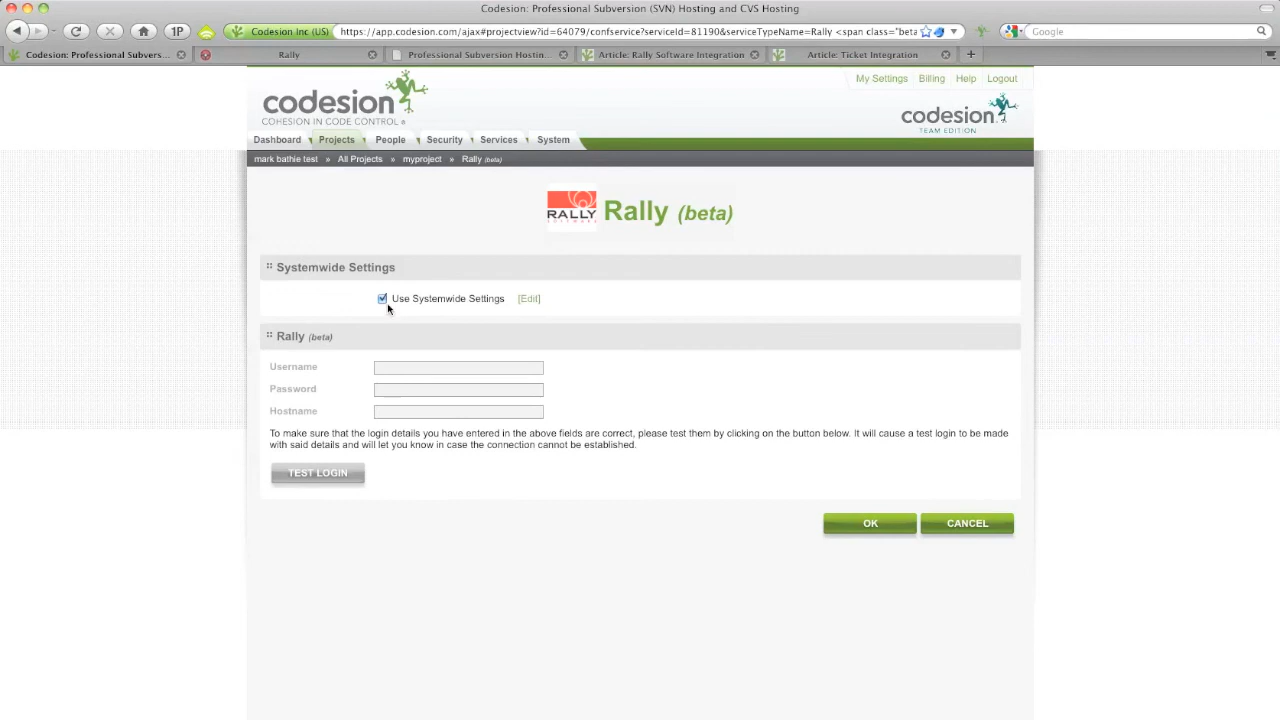 Codesion: Professional Subversion (SVN) Hosting and CVS Hosting
1P
Codesion Inc (US)
https://app.codesion.com/ajax#projectview?id=64079/confservice?serviceId=81190&serviceTypeName=Rally <span class="beta
Google
Codesion: Professional Subvers...
Rally
Professional Subversion Hosting...
Article: Rally Software Integration
Article: Ticket Integration
My Settings
Billing
Help
Logout
codesion
COHESION IN CODE CONTROL
codesion
TEAM EDITION
Dashboard
Projects
People
Security
Services
System
mark bathie test » All Projects » myproject » Rally (beta)
RALLY
SOFTWARE
Rally (beta)
Systemwide Settings
Use Systemwide Settings [Edit]
Rally (beta)
Username
Password
Hostname
To make sure that the login details you have entered in the above fields are correct, please test them by clicking on the button below. It will cause a test login to be made
with said details and will let you know in case the connection cannot be established.
TEST LOGIN
OK
CANCEL